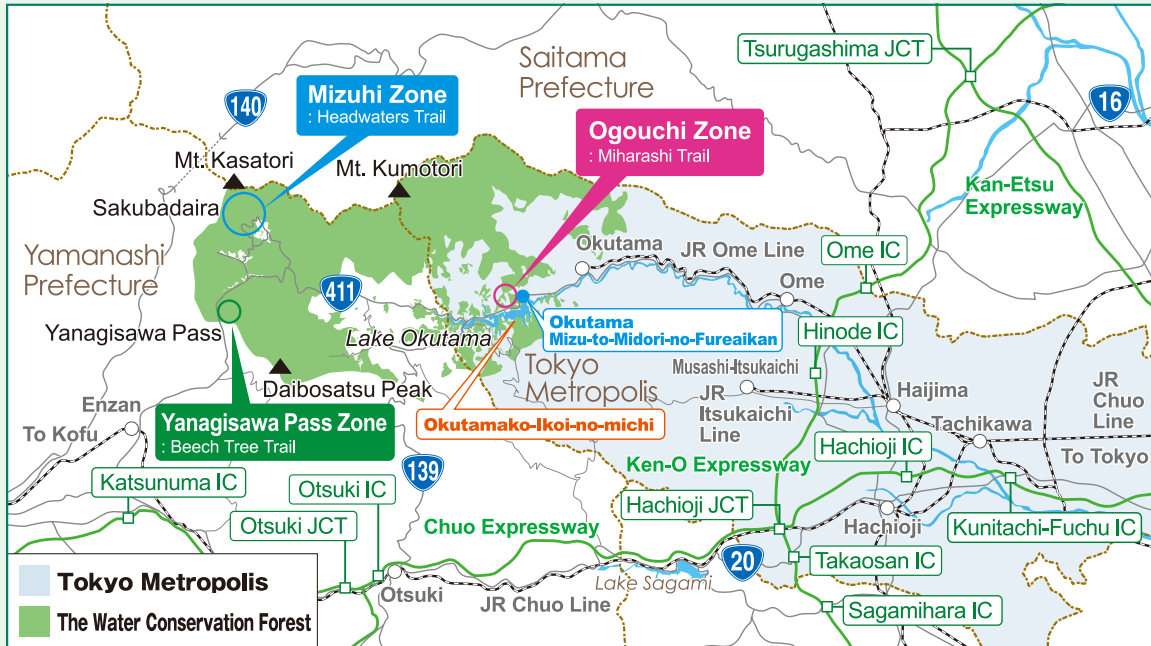 Tsurugashima JCT
Saitama
Prefecture
140
Mizuhi Zone
: Headwaters Trail
16
Ogouchi Zone
: Miharashi Trail
Mt. Kasatori
Mt. Kumotori
Sakubadaira
Kan-Etsu
Expressway
Yamanashi
Prefecture
Okutama
JR Ome Line
Ome IC
Ome
411
Yanagisawa Pass
Lake Okutama
Okutama
Mizu-to-Midori-no-Fureaikan
Hinode IC
Tokyo
Metropolis
Musashi-Itsukaichi
Daibosatsu Peak
JR
Itsukaichi
Line
Haijima
JR
Chuo Line
Enzan
To Kofu
Yanagisawa Pass Zone
: Beech Tree Trail
Okutamako-Ikoi-no-michi
Tachikawa
To Tokyo
Hachioji IC
Ken-O Expressway
139
Katsunuma IC
Otsuki IC
Otsuki JCT
Chuo Expressway
Hachioji JCT
Hachioji
Kunitachi-Fuchu IC
20
Takaosan IC
Lake Sagami
Otsuki
JR Chuo Line
Sagamihara IC
Tokyo Metropolis
The Water Conservation Forest